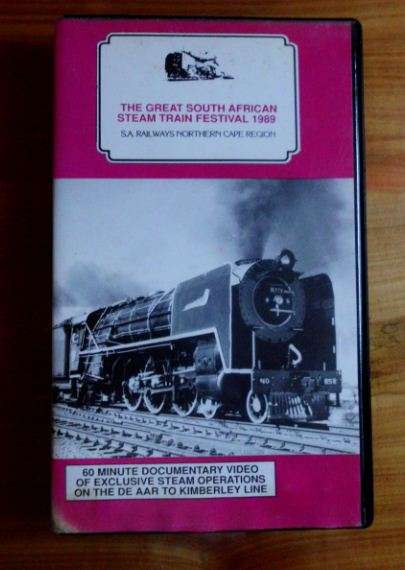 THE GREAT SOUTH AFRICAN
STEAM TRAIN FESTIVAL 1989
S.A. RAILWAYS NORTHERN CAPE REGION
60 MINUTE DOCUMENTARY VIDEO
OF EXCLUSIVE STEAM OPERATIONS
ON THE DE AAR TO KIMBERLEY LINE